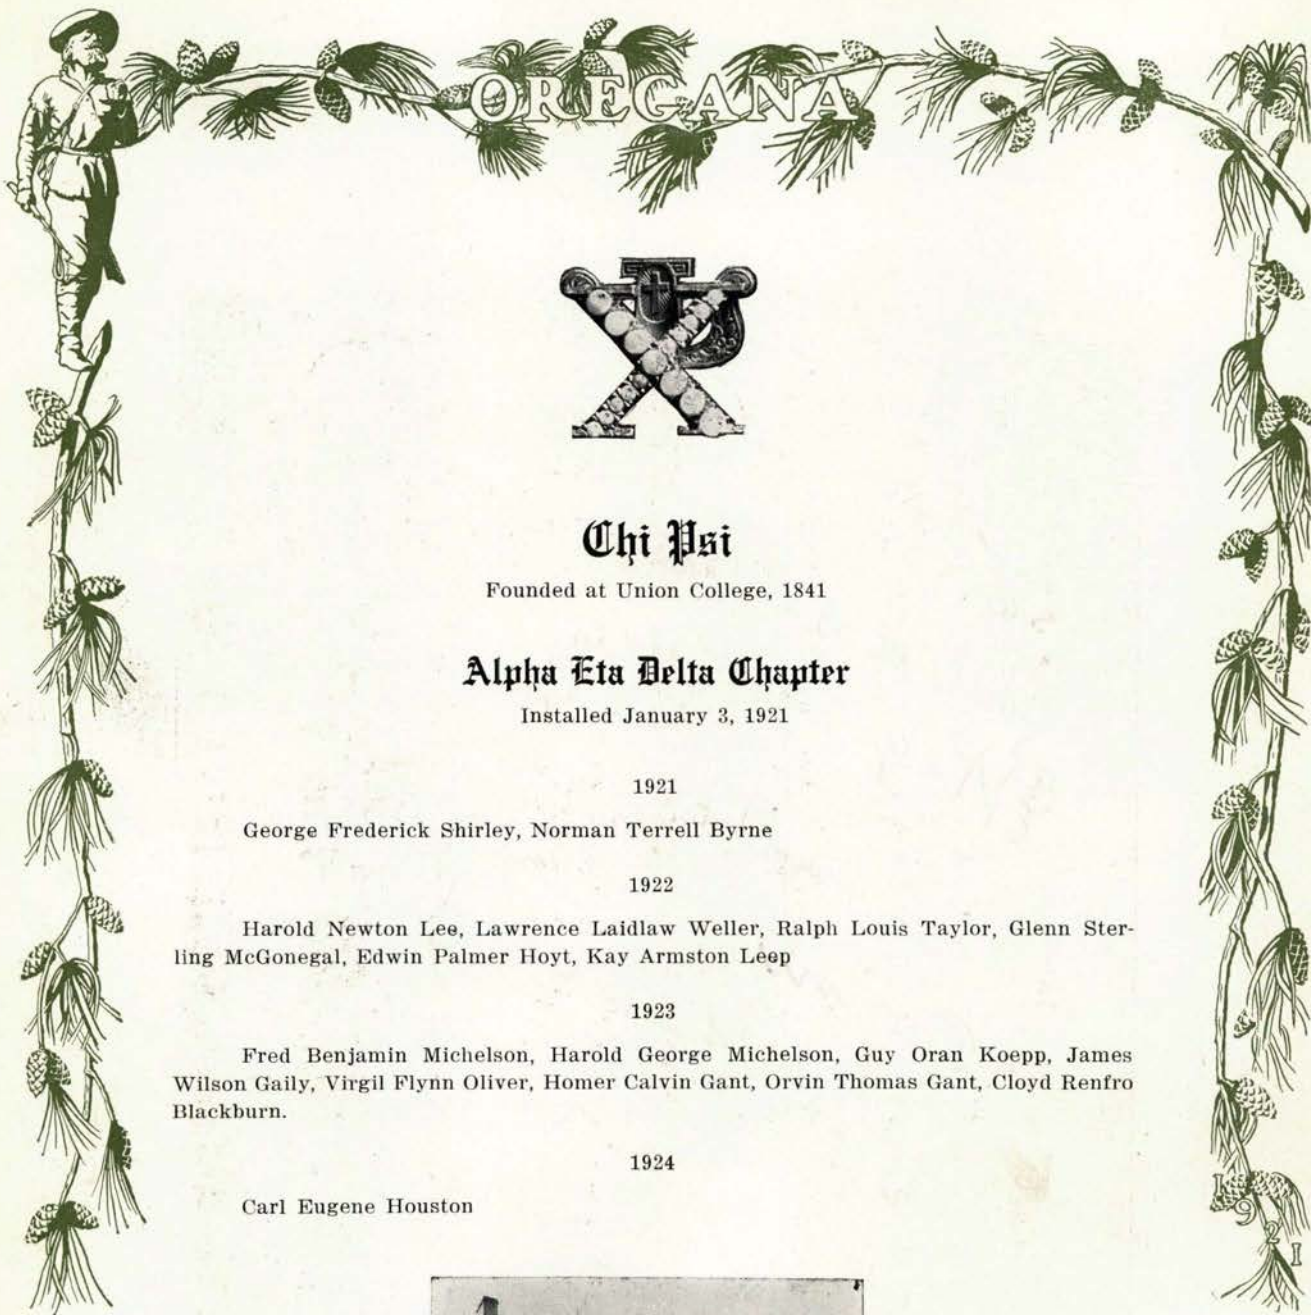 OREGANA
Chi Psi
Founded at Union College, 1841
Alpha Eta Delta Chapter
Installed January 3, 1921
1921
George Frederick Shirley, Norman Terrell Byrne
1922
Harold Newton Lee, Lawrence Laidlaw Weller, Ralph Louis Taylor, Glenn Ster-
ling McGonegal, Edwin Palmer Hoyt, Kay Armston Leep
1923
Fred Benjamin Michelson, Harold George Michelson, Guy Oran Koepp, James
Wilson Gaily, Virgil Flynn Oliver, Homer Calvin Gant, Orvin Thomas Gant, Cloyd Renfro
Blackburn.
1924
Carl Eugene Houston
1921